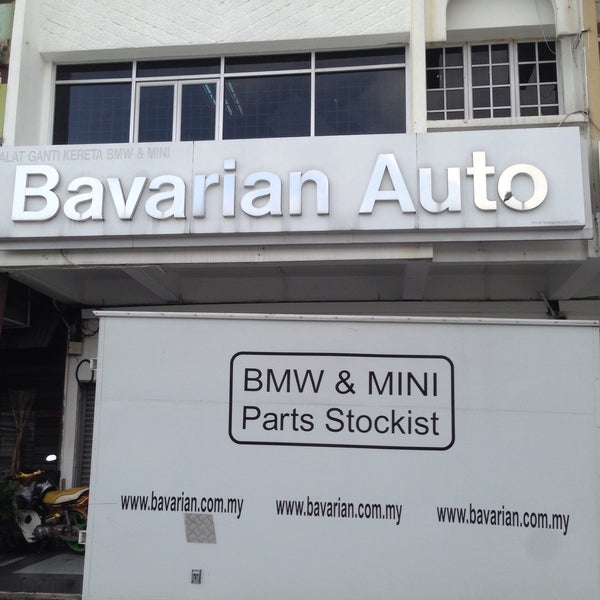 ALAT GANTI KERETA BMW & MINI
Bavarian Auto
BMW & MINI
Parts Stockist
www.bavarian.com.my www.bavarian.com.my www.bavarian.com.my